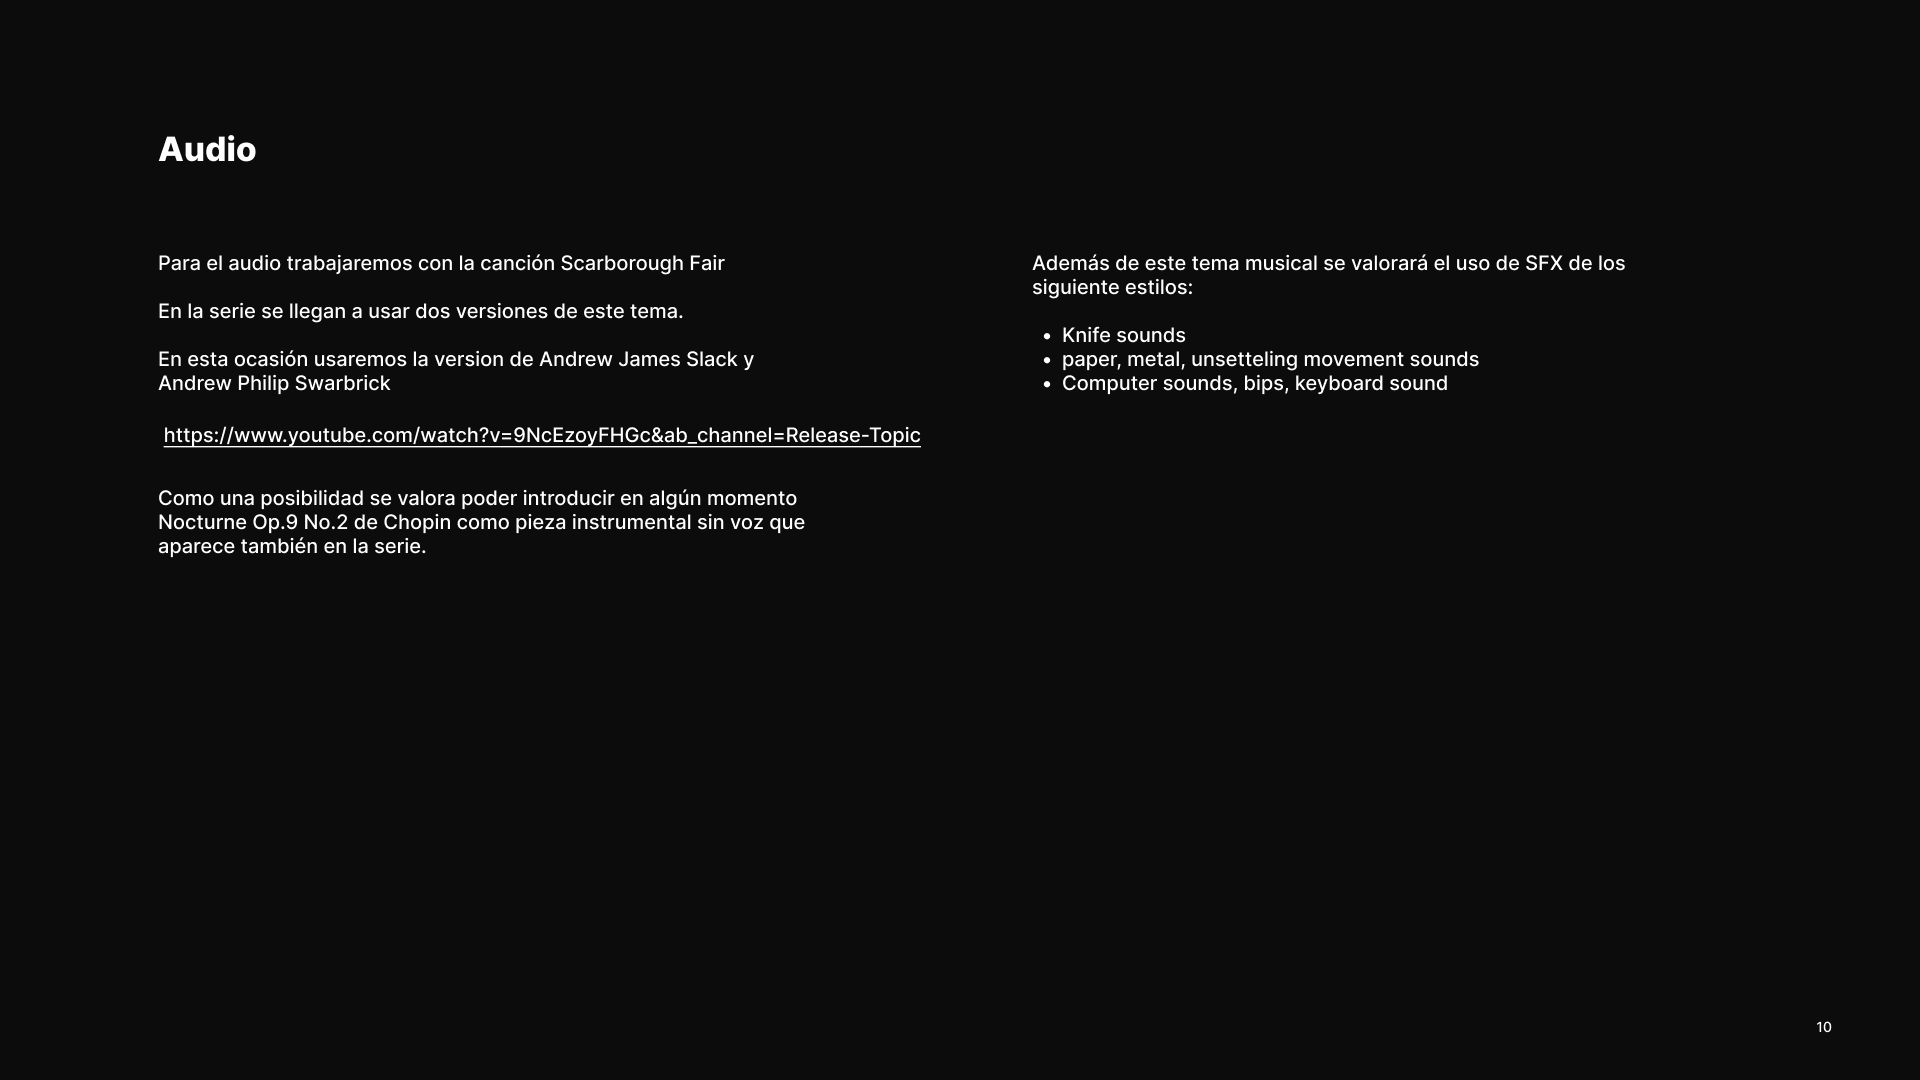 Audio
Para el audio trabajaremos con la canción Scarborough Fair
En la serie se llegan a usar dos versiones de este tema.
En esta ocasión usaremos la version de Andrew James Slack y
Andrew Philip Swarbrick
https://www.youtube.com/watch?v=9NcEzoyFHGc&ab_channel=Release-Topic
Como una posibilidad se valora poder introducir en algún momento
Nocturne Op.9 No.2 de Chopin como pieza instrumental sin voz que
aparece también en la serie.
Además de este tema musical se valorará el uso de SFX de los
siguiente estilos:
• Knife sounds
• paper, metal, unsetteling movement sounds
• Computer sounds, bips, keyboard sound
10